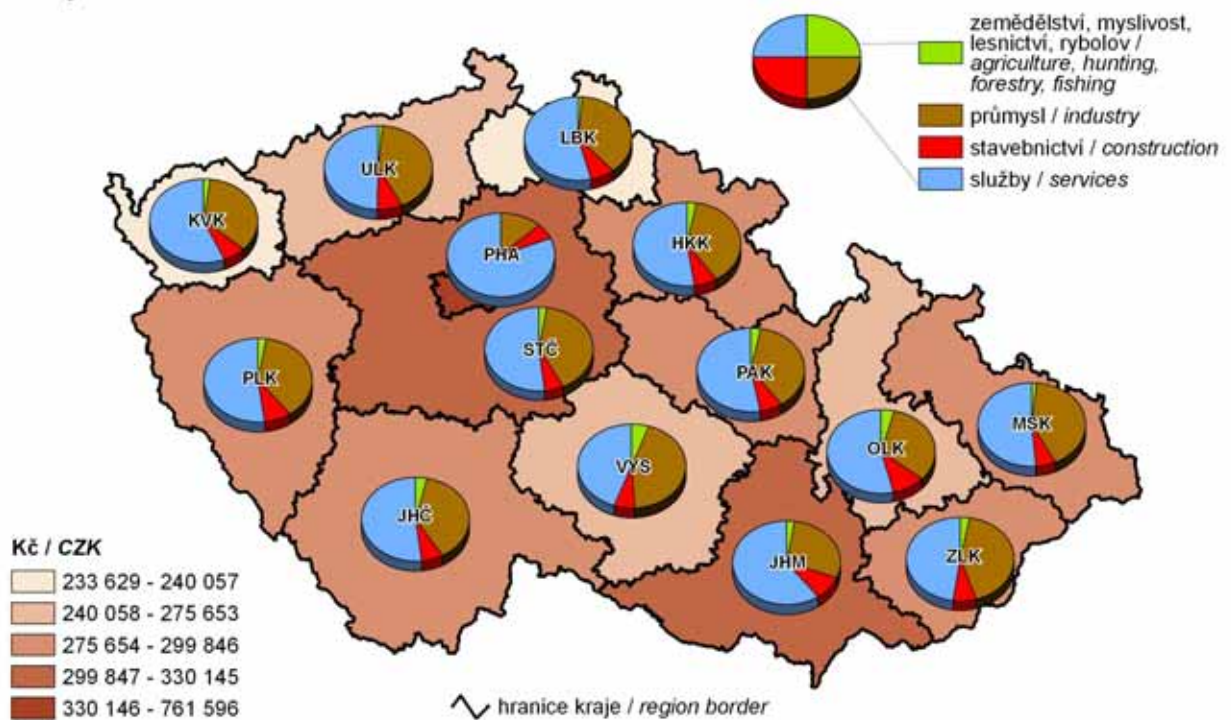 zemědělství, myslivost,
lesnictví, rybolov /
agriculture, hunting,
forestry, fishing
průmysl / industry
stavebnictví / construction
služby / services
LBK
ULK
KVK
HKK
PHA
STČ
PLK
PAK
MSK
OLK
VYS
JHČ
JHM
ZLK
Kč / CZK
233 629 - 240 057
240 058 - 275 653
275 654 - 299 846
299 847 - 330 145
330 146 - 761 596
hranice kraje / region border